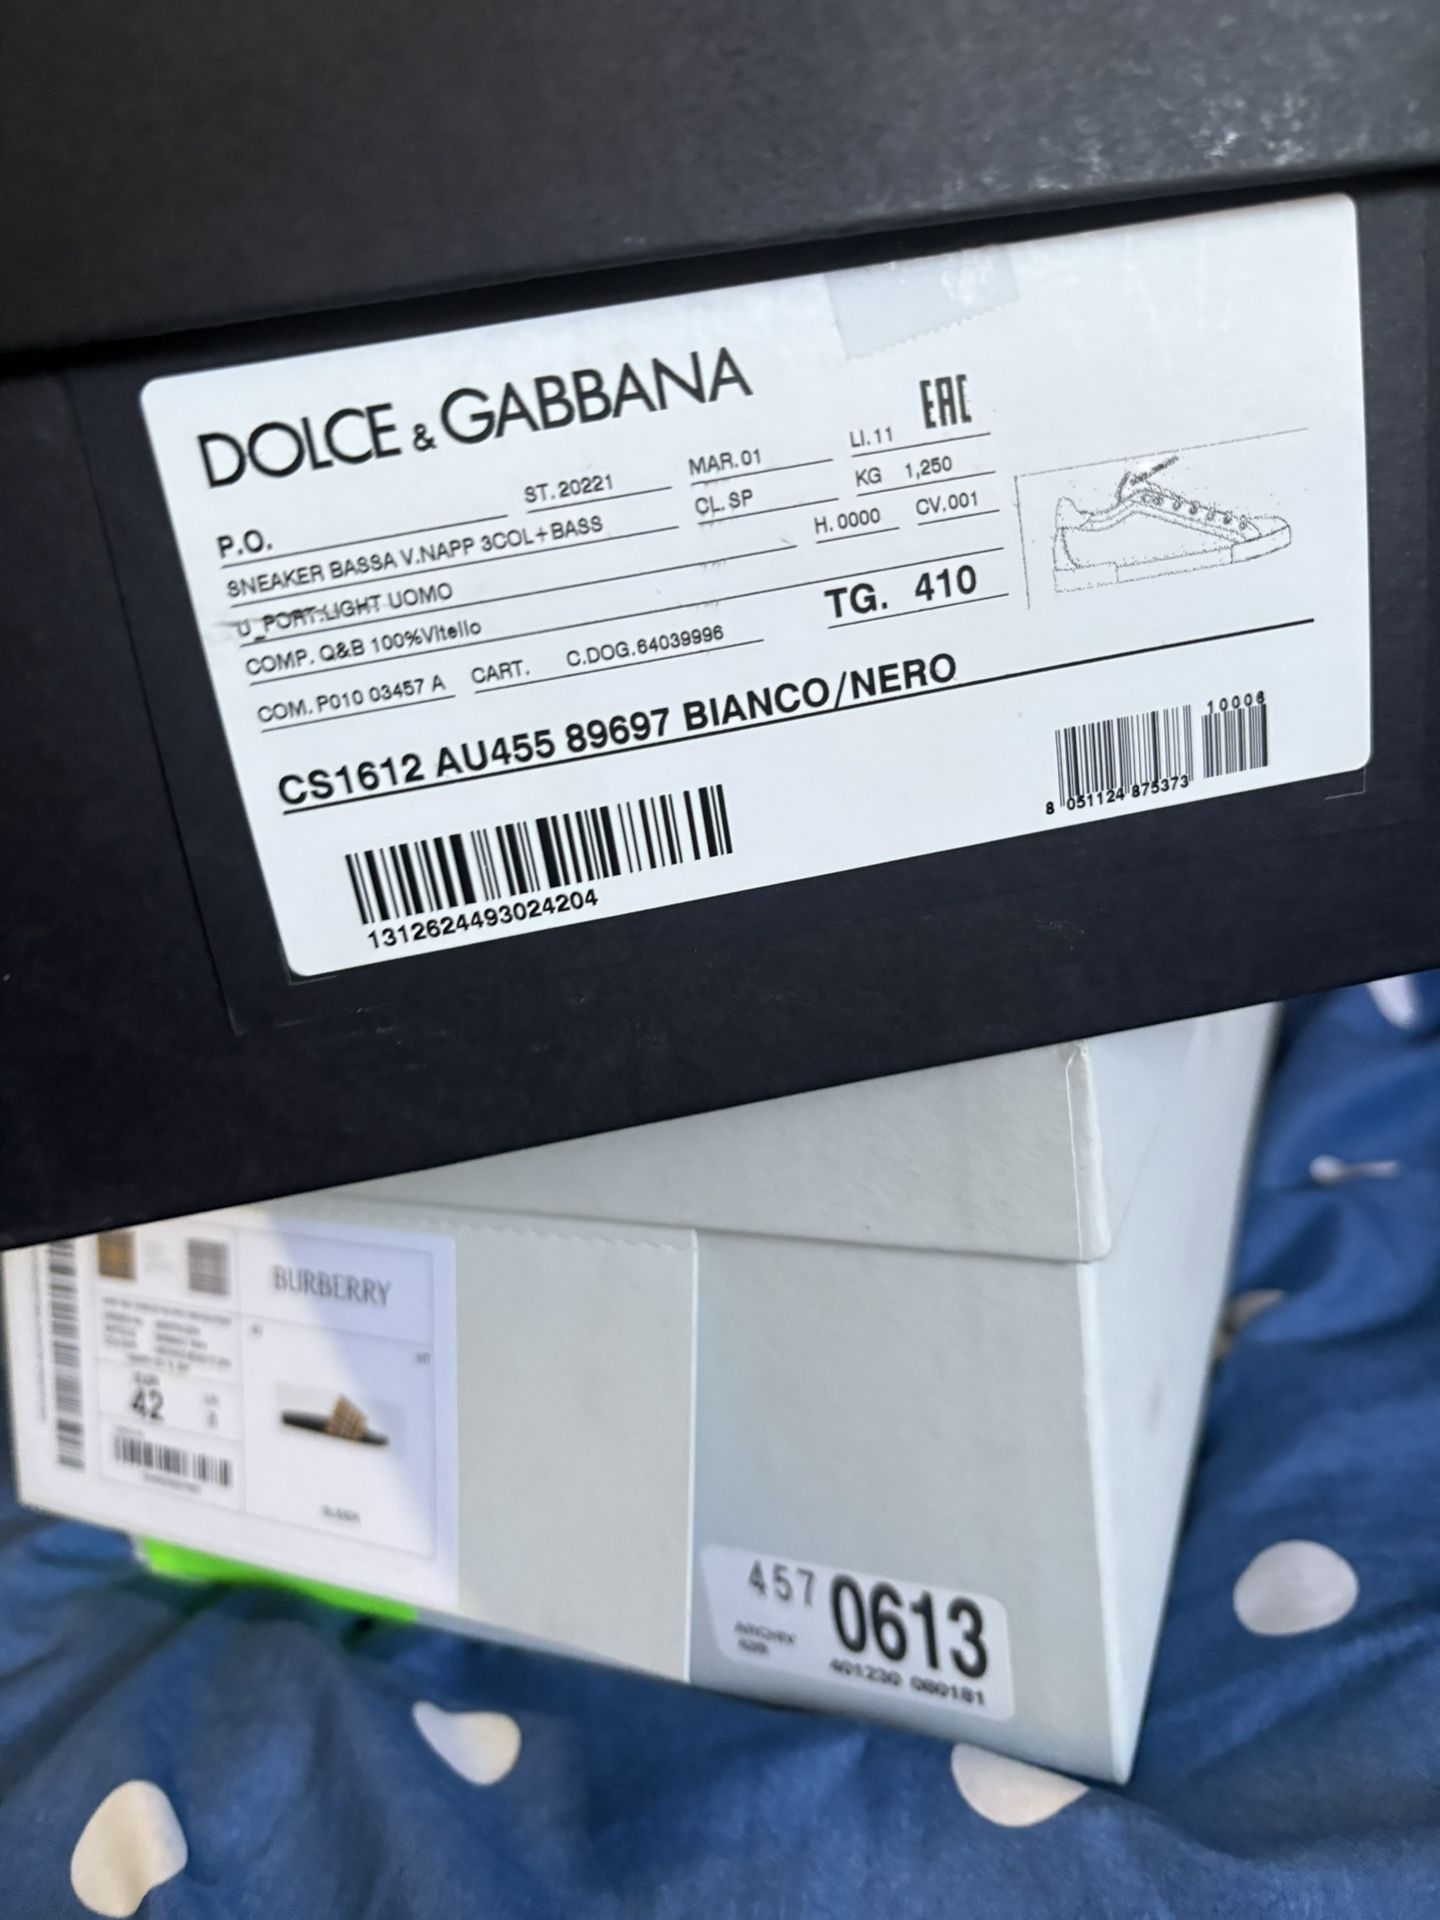 DOLCE & GABBANA
EAC
P.O. ST.20221 MAR.01 LI.11
SNEAKER BASSA V.NAPP 3COL+BASS CL.SP KG 1,250
U_PORT.LIGHT UOMO H.0000 CV.001
COMP. Q&B 100%Vitello TG. 410
COM.P010 03457 A CART. C.DOG.64039996
CS1612 AU455 89697 BIANCO/NERO
10006
8 051124 875373
1312624493024204
BURBERRY
42
457 0613
401230 080181